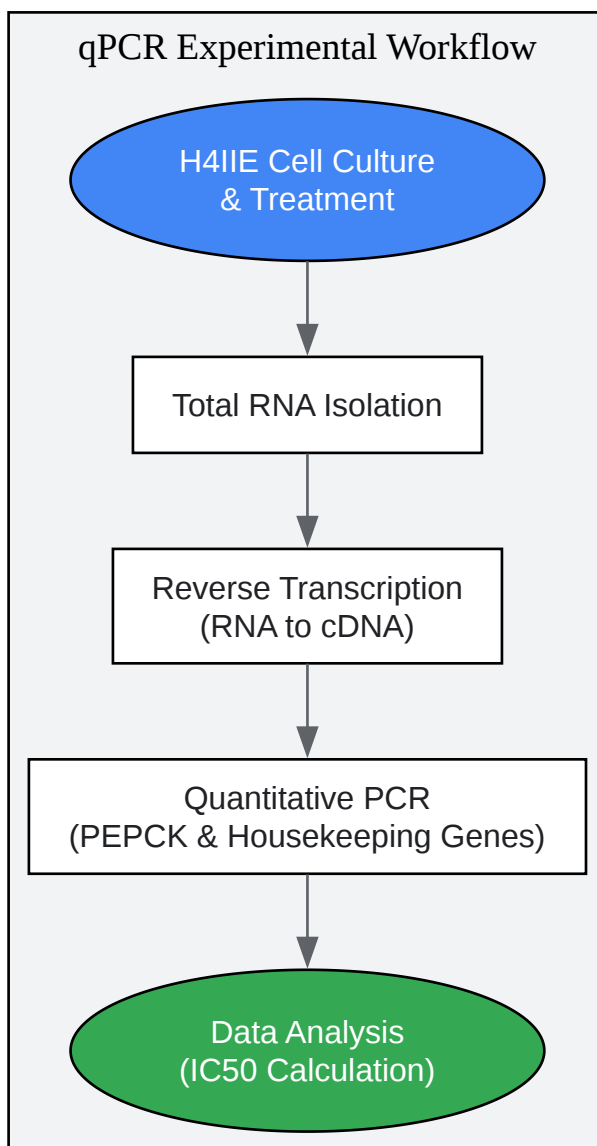 qPCR Experimental Workflow
H4IIE Cell Culture
& Treatment
Total RNA Isolation
Reverse Transcription
(RNA to cDNA)
Quantitative PCR
(PEPCK & Housekeeping Genes)
Data Analysis
(IC50 Calculation)